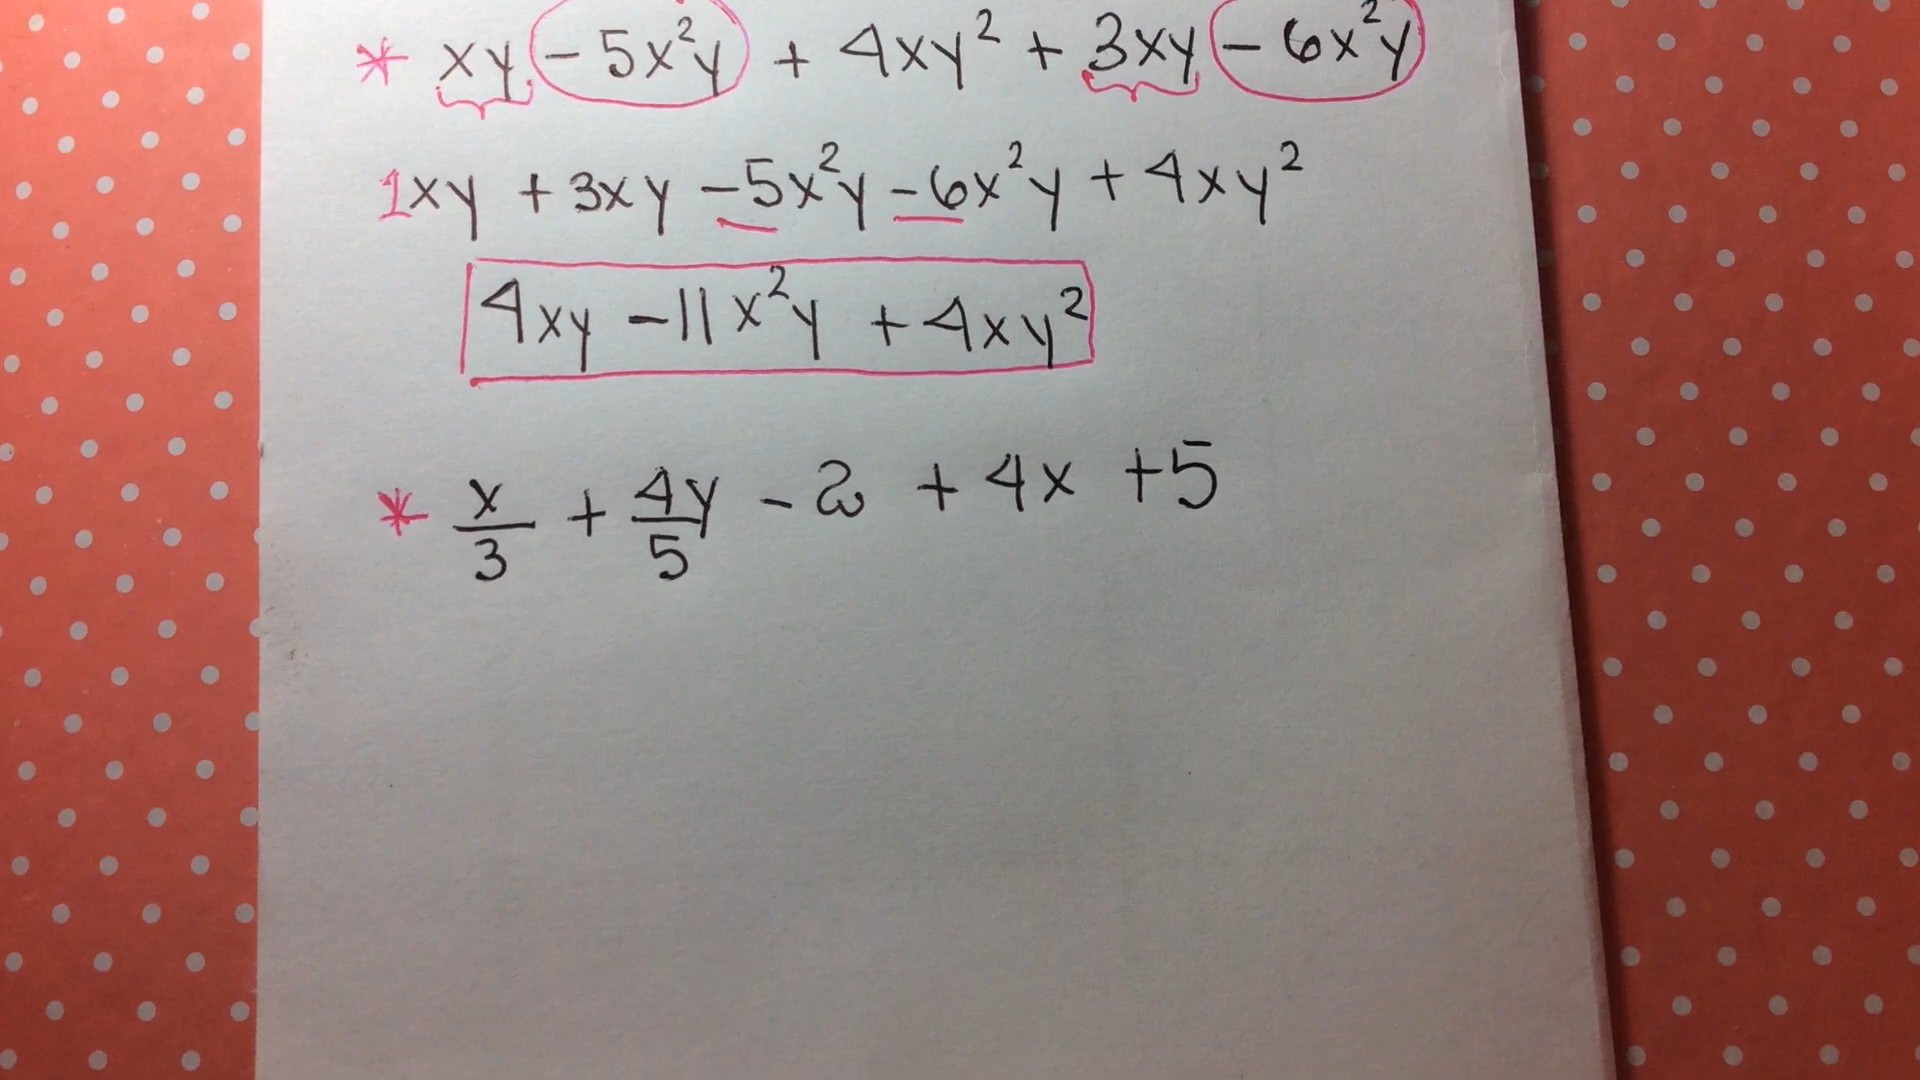 * xy - 5x²y + 4xy² + 3xy - 6x²y
1xy + 3xy - 5x²y - 6x²y + 4xy²
4xy - 11x²y + 4xy²
* x/3 + 4y/5 - 2 + 4x + 5